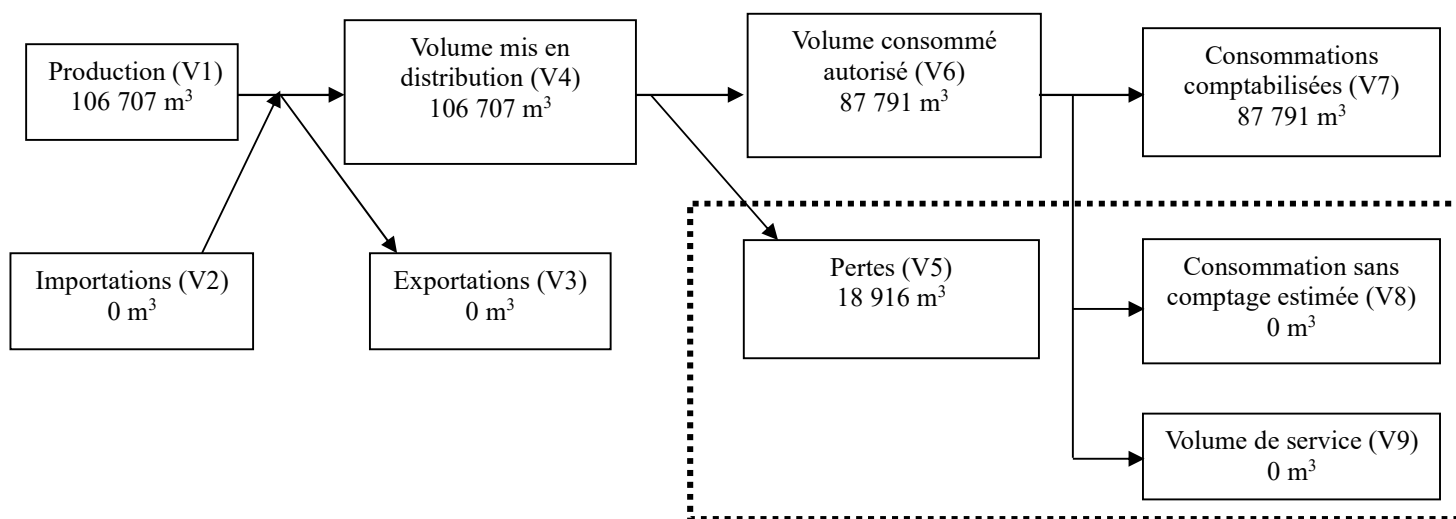 Production (V1)
106 707 m³
Volume mis en
distribution (V4)
106 707 m³
Volume consommé
autorisé (V6)
87 791 m³
Consommations
comptabilisées (V7)
87 791 m³
Importations (V2)
0 m³
Exportations (V3)
0 m³
Pertes (V5)
18 916 m³
Consommation sans
comptage estimée (V8)
0 m³
Volume de service (V9)
0 m³